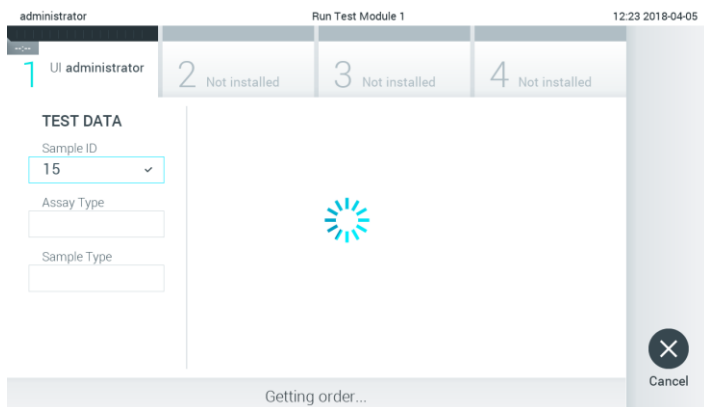 administrator Run Test Module 1 12:23 2018-04-05
--:--
1 UI administrator 2 Not installed 3 Not installed 4 Not installed
TEST DATA
Sample ID
15
Assay Type
Sample Type
Cancel
Getting order...